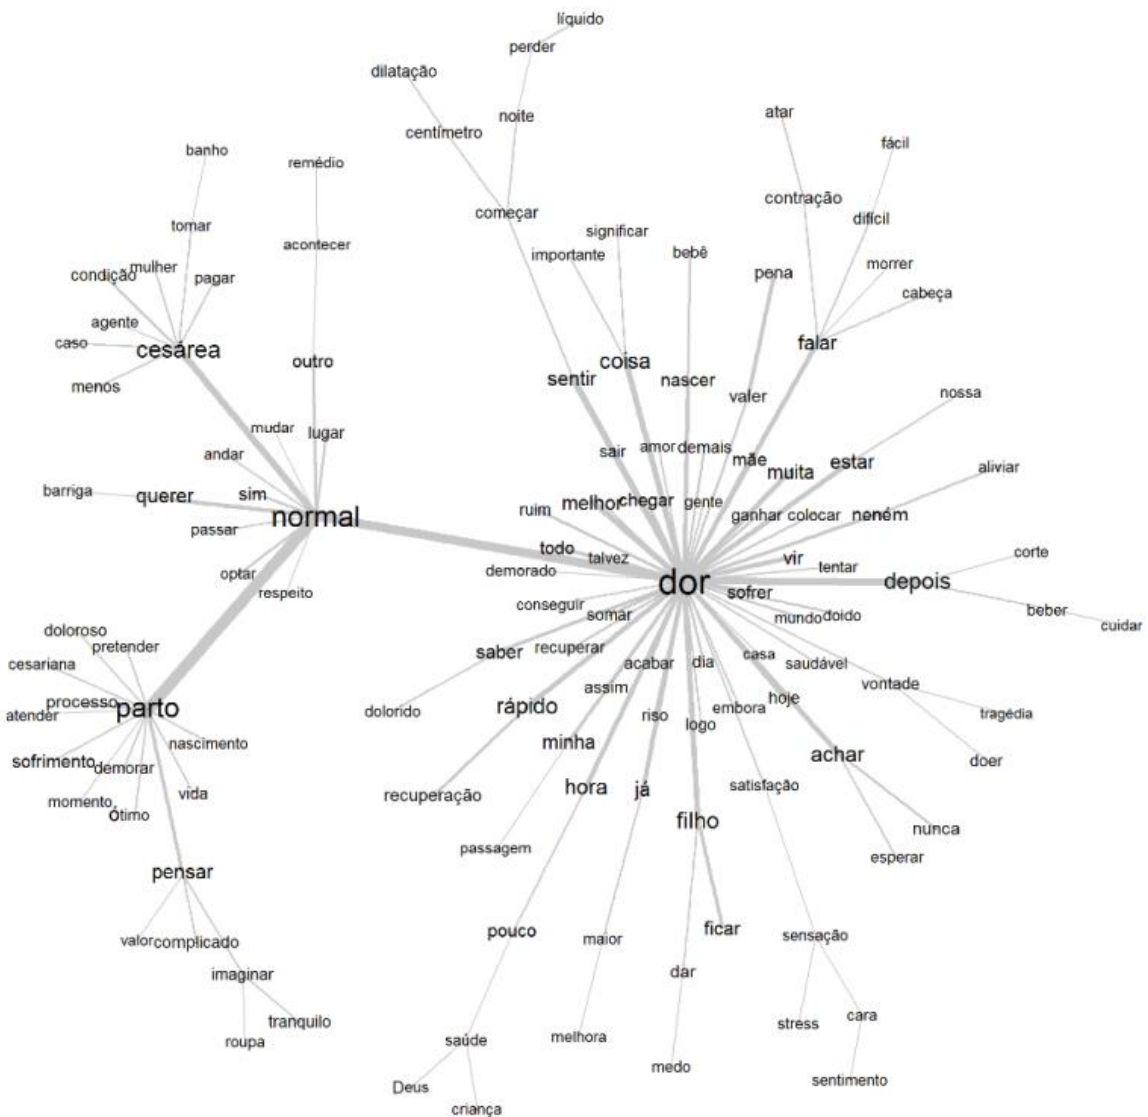 líquido
perder
dilatação
noite
centímetro
atar
fácil
banho
remédio
contração
difícil
começar
tomar
significar
acontecer
importante
bebê
morrer
mulher
condição
pagar
pena
cabeça
agente
caso
cesárea
falar
menos
outro
coisa
sentir
nascer
valer
nossa
mudar
lugar
andar
sair
amor
demais
mãe
muita
estar
aliviar
barriga
querer
sim
melhor
chegar
gente
ruim
ganhar
colocar
neném
normal
passar
todo
talvez
vir
tentar
corte
demorado
optar
respeito
dor
sofrer
depois
conseguir
somar
mundo
doido
beber
cuidar
doloroso
pretender
cesariana
saber
recuperar
acabar
dia
casa
saudável
vontade
processo
parto
atender
assim
hoje
dolorido
rápido
riso
logo
embora
tragédia
nascimento
minha
sofrimento
demorar
achar
doer
momento
Ótimo
vida
recuperação
hora
já
satisfação
filho
nunca
passagem
esperar
pensar
valor
complicado
pouco
maior
ficar
sensação
imaginar
dar
tranquilo
roupa
saúde
melhora
stress
cara
medo
sentimento
Deus
criança